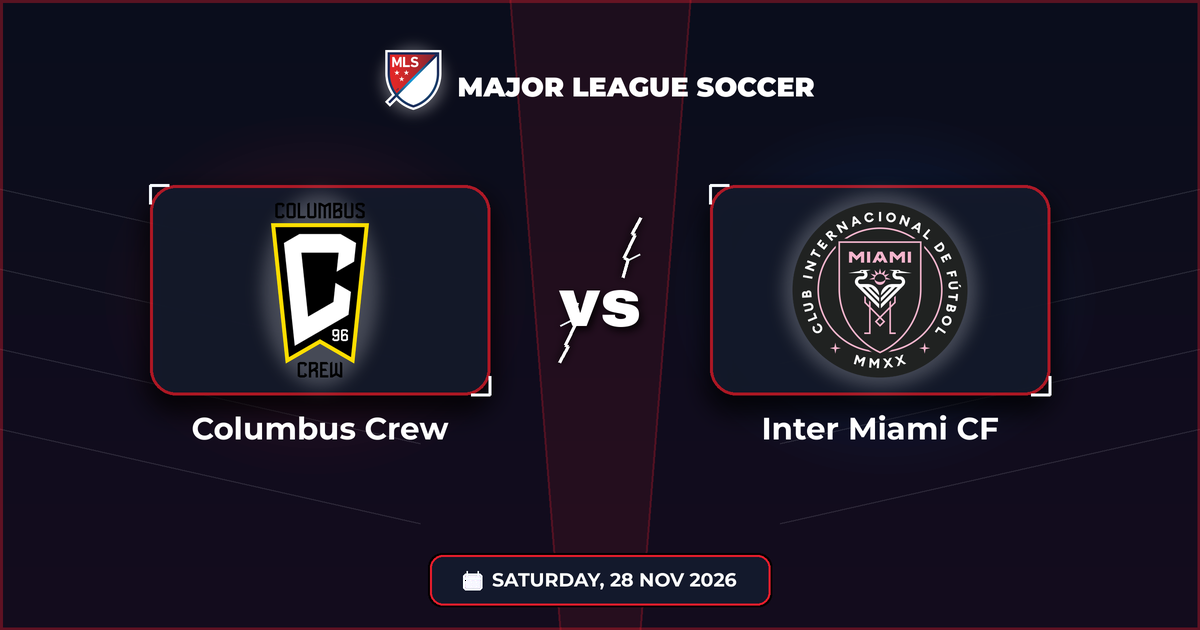 MLS
MAJOR LEAGUE SOCCER
COLUMBUS
96
CREW
VS
CLUB INTERNACIONAL DE FÚTBOL
MIAMI
MMXX
Columbus Crew
Inter Miami CF
SATURDAY, 28 NOV 2026